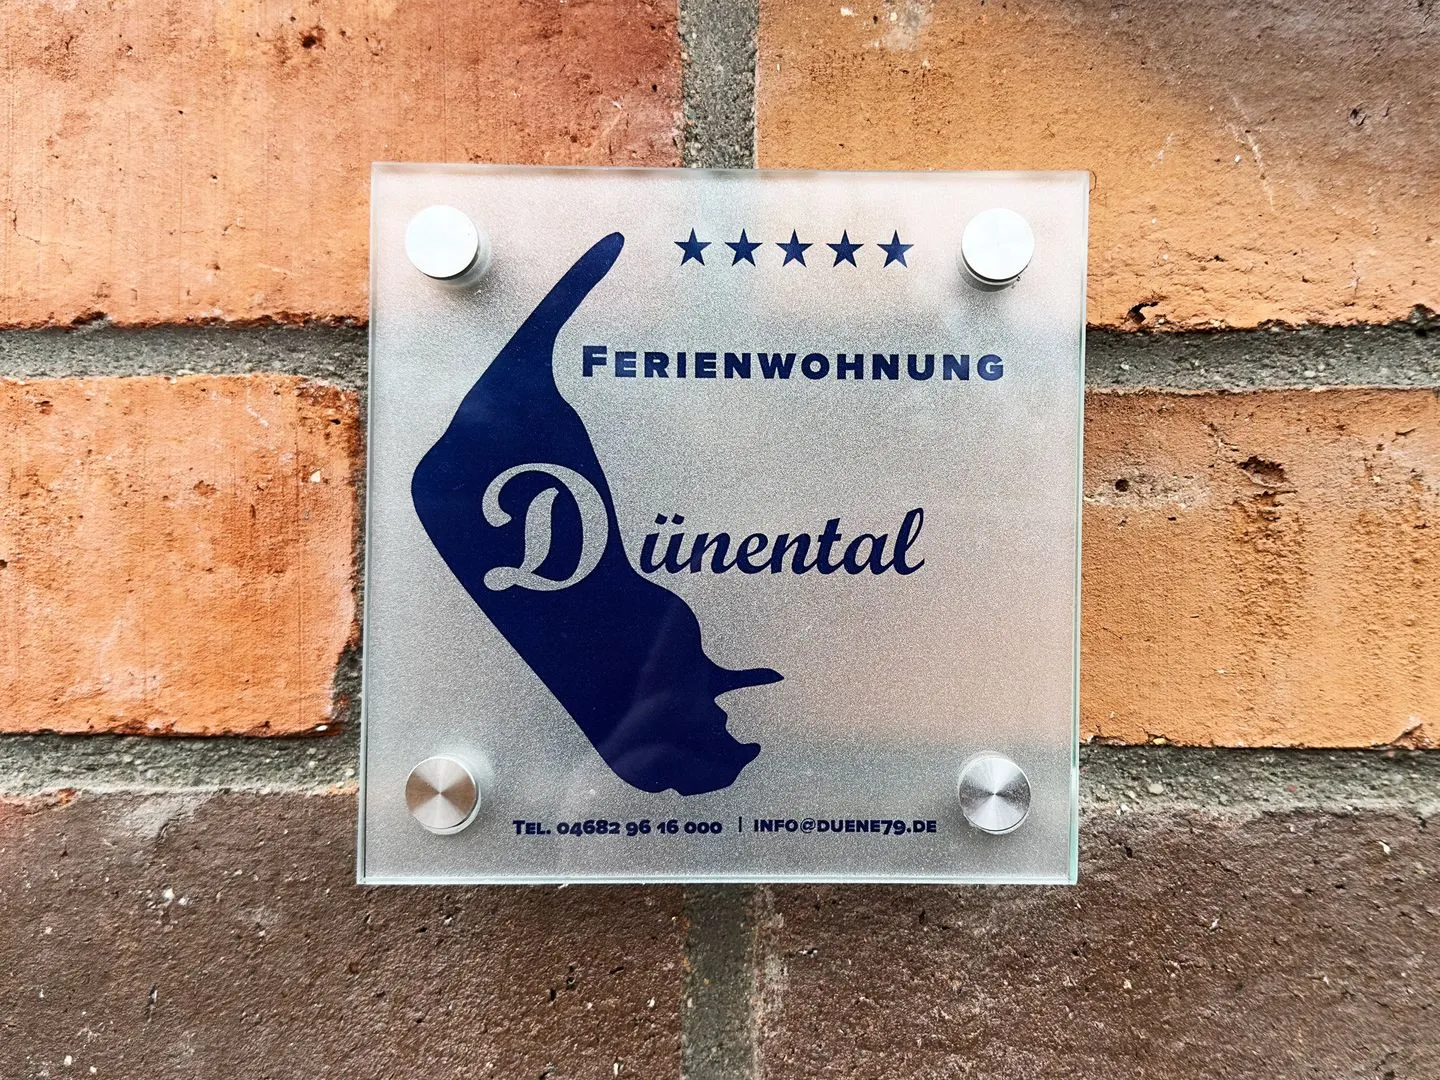 ★★★★★
FERIENWOHNUNG
Dünental
TEL. 04682 96 16 000 | INFO@DUENE79.DE